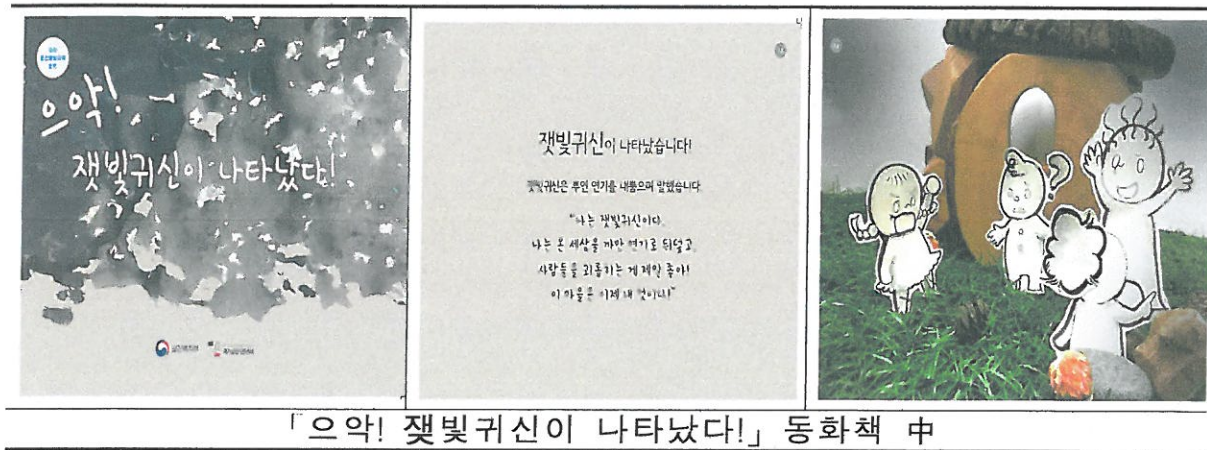 으악!
잿빛귀신이 나타났다!
잿빛귀신이 나타났습니다!
잿빛귀신은 뿌연 연기를 내뿜으며 말했습니다.
"나는 잿빛귀신이다.
나는 온 세상을 까만 연기로 뒤덮고,
사람들을 괴롭히는 게 제일 좋아!
이 마을은 이제 내 것이다!"
「으악! 잿빛귀신이 나타났다!」 동화책 中